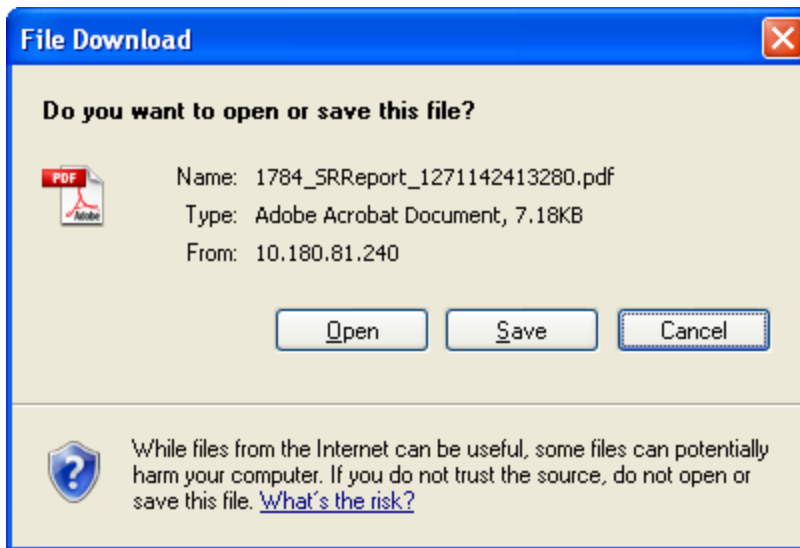 File Download
Do you want to open or save this file?
PDF
Adobe
Name: 1784_SRReport_1271142413280.pdf
Type: Adobe Acrobat Document, 7.18KB
From: 10.180.81.240
Open Save Cancel
While files from the Internet can be useful, some files can potentially
harm your computer. If you do not trust the source, do not open or
save this file. What's the risk?